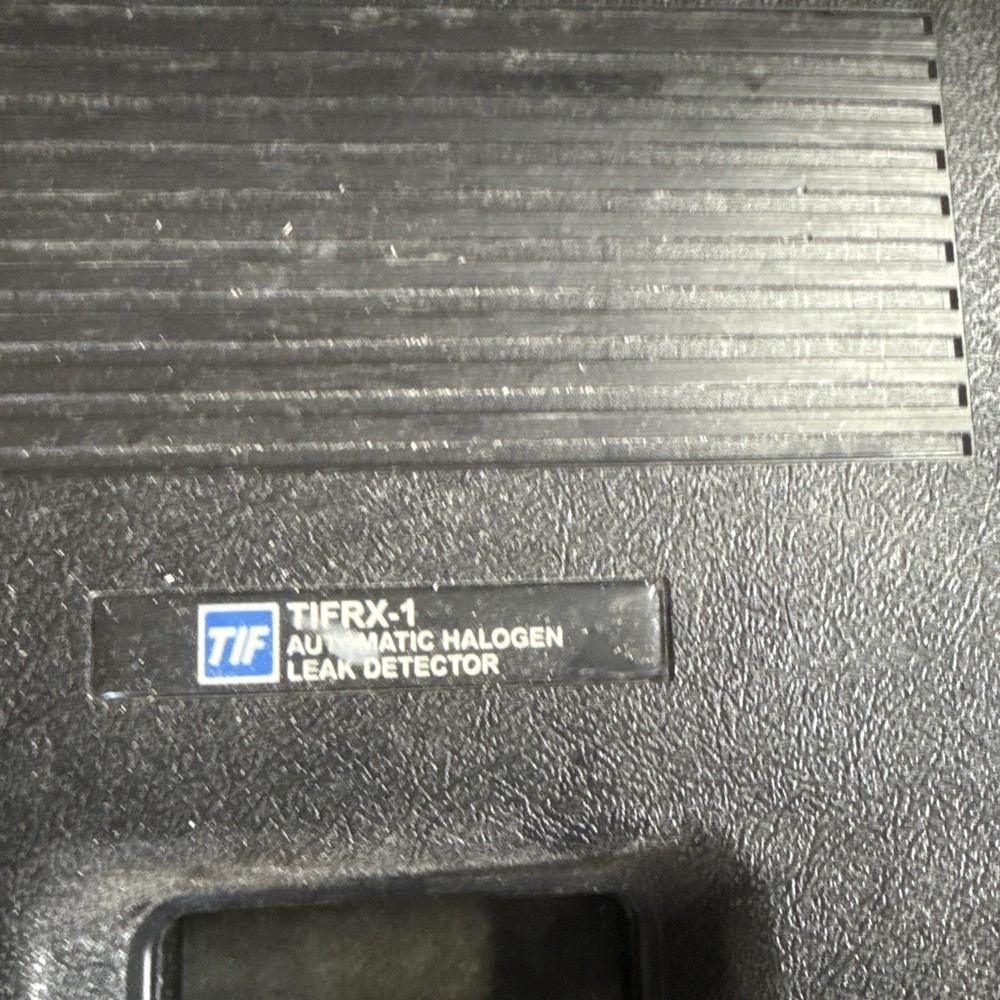 TIF
TIFRX-1
AUTOMATIC HALOGEN
LEAK DETECTOR